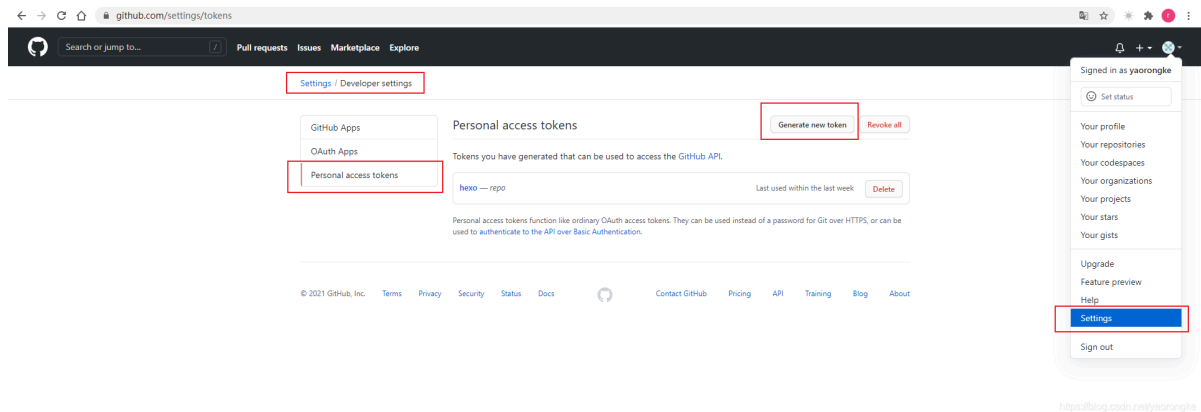 github.com/settings/tokens
Search or jump to... /
Pull requests Issues Marketplace Explore
Settings / Developer settings
GitHub Apps
OAuth Apps
Personal access tokens
Personal access tokens
Generate new token
Revoke all
Tokens you have generated that can be used to access the GitHub API.
hexo — repo
Last used within the last week
Delete
Personal access tokens function like ordinary OAuth access tokens. They can be used instead of a password for Git over HTTPS, or can be
used to authenticate to the API over Basic Authentication.
© 2021 GitHub, Inc. Terms Privacy Security Status Docs Contact GitHub Pricing API Training Blog About
Signed in as yaorongke
Set status
Your profile
Your repositories
Your codespaces
Your organizations
Your projects
Your stars
Your gists
Upgrade
Feature preview
Help
Settings
Sign out
https://blog.csdn.net/yaorongke